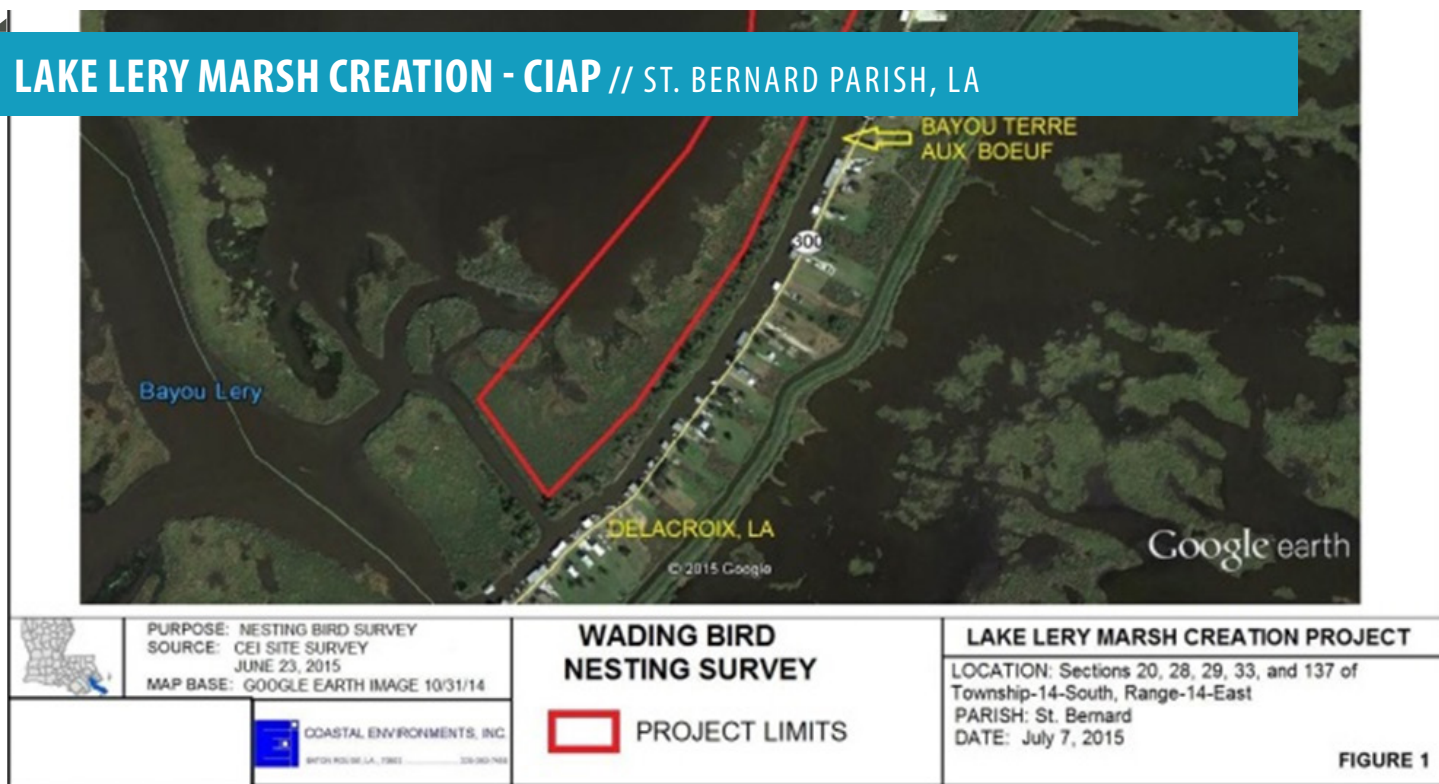 LAKE LERY MARSH CREATION - CIAP // ST. BERNARD PARISH, LA
BAYOU TERRE
AUX BOEUF
300
Bayou Lery
DELACROIX, LA
© 2015 Google
Google earth
PURPOSE: NESTING BIRD SURVEY
SOURCE: CEI SITE SURVEY
JUNE 23, 2015
MAP BASE: GOOGLE EARTH IMAGE 10/31/14
COASTAL ENVIRONMENTS, INC.
WADING BIRD
NESTING SURVEY
PROJECT LIMITS
LAKE LERY MARSH CREATION PROJECT
LOCATION: Sections 20, 28, 29, 33, and 137 of
Township-14-South, Range-14-East
PARISH: St. Bernard
DATE: July 7, 2015
FIGURE 1